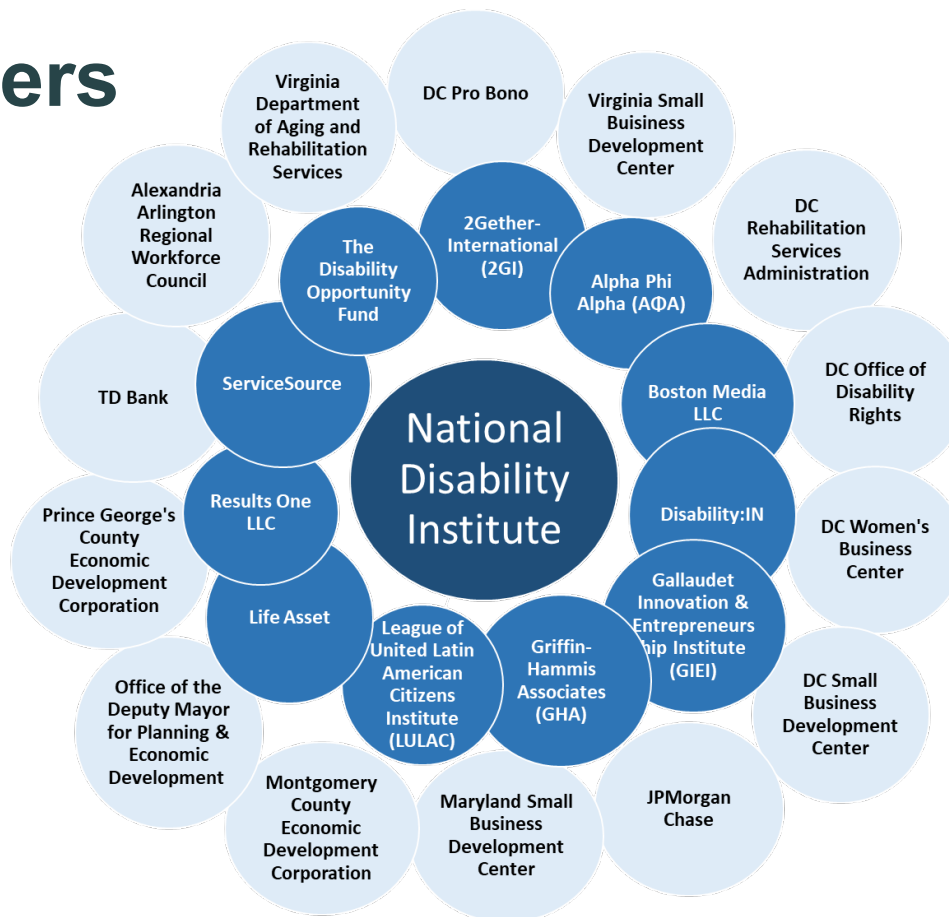 ers
DC Pro Bono
Virginia Small
Buisiness
Development
Center
DC
Rehabilitation
Services
Administration
DC Office of
Disability
Rights
DC Women's
Business
Center
DC Small
Business
Development
Center
JPMorgan
Chase
Maryland Small
Business
Development
Center
Montgomery
County
Economic
Development
Corporation
Office of the
Deputy Mayor
for Planning &
Economic
Development
Prince George's
County
Economic
Development
Corporation
TD Bank
Alexandria
Arlington
Regional
Workforce
Council
Virginia
Department
of Aging and
Rehabilitation
Services
2Gether-
International
(2GI)
Alpha Phi
Alpha (ΑΦΑ)
Boston Media
LLC
Disability:IN
Gallaudet
Innovation &
Entrepreneurs
hip Institute
(GIEI)
Griffin-
Hammis
Associates
(GHA)
League of
United Latin
American
Citizens
Institute
(LULAC)
Life Asset
Results One
LLC
ServiceSource
The
Disability
Opportunity
Fund
National
Disability
Institute